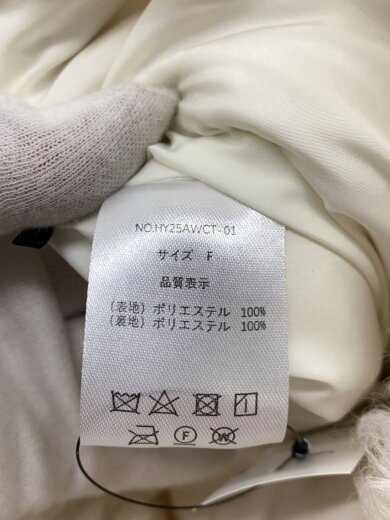 NO.HY25AWCT-01
サイズ F
品質表示
(表地) ポリエステル 100%
(裏地) ポリエステル 100%
F W